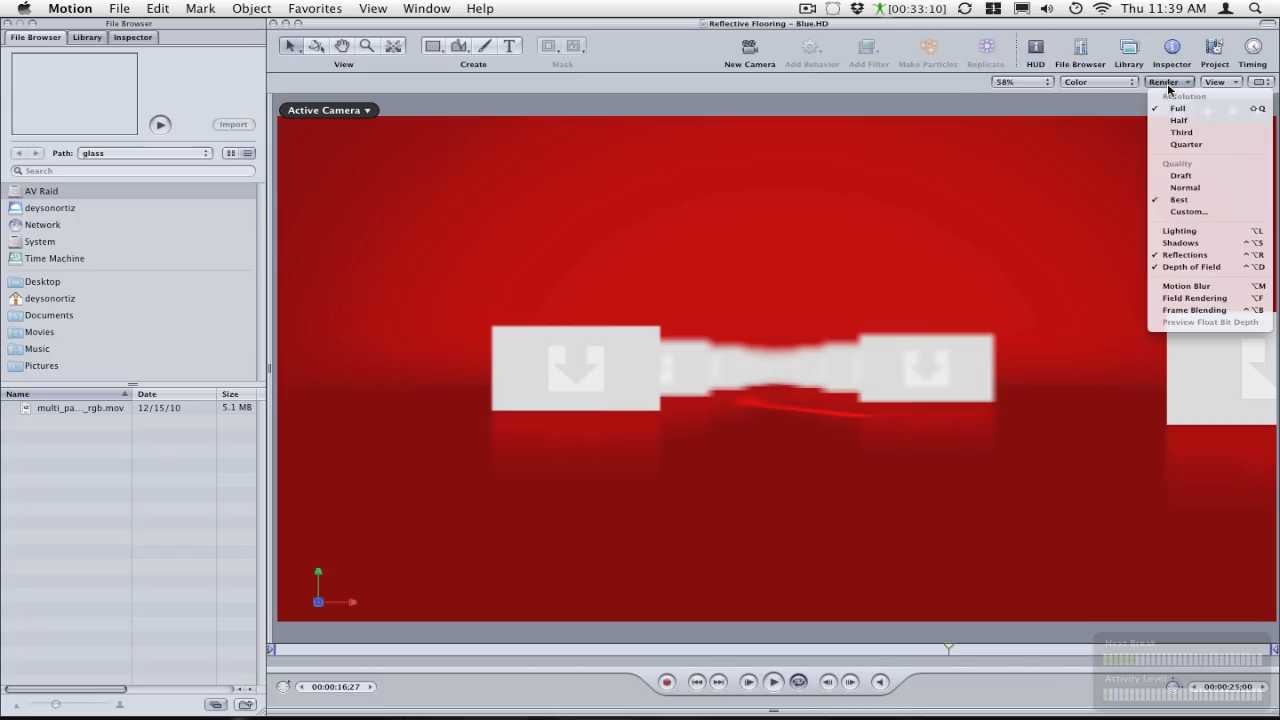 Motion File Edit Mark Object Favorites View Window Help [00:33:10] Thu 11:39 AM
File Browser
Reflective Flooring – Blue.HD
File Browser Library Inspector
View Create Mask New Camera Add Behavior Add Filter Make Particles Replicate HUD File Browser Library Inspector Project Timing
58% Color Render View
Import
Path: glass
Search
AV Raid
deysonortiz
Network
System
Time Machine
Desktop
deysonortiz
Documents
Movies
Music
Pictures
Name Date Size
multi_pa..._rgb.mov 12/15/10 5.1 MB
Active Camera
Resolution
✓ Full ⇧Q
Half
Third
Quarter
Quality
Draft
Normal
✓ Best
Custom...
Lighting ⌥L
Shadows ^⌥S
✓ Reflections ^⌥R
✓ Depth of Field ^⌥D
Motion Blur ⌥M
Field Rendering ⌥F
Frame Blending ^⌥B
Preview Float Bit Depth
Next Break
Activity Level
00:00:16;27
00:00:25;00